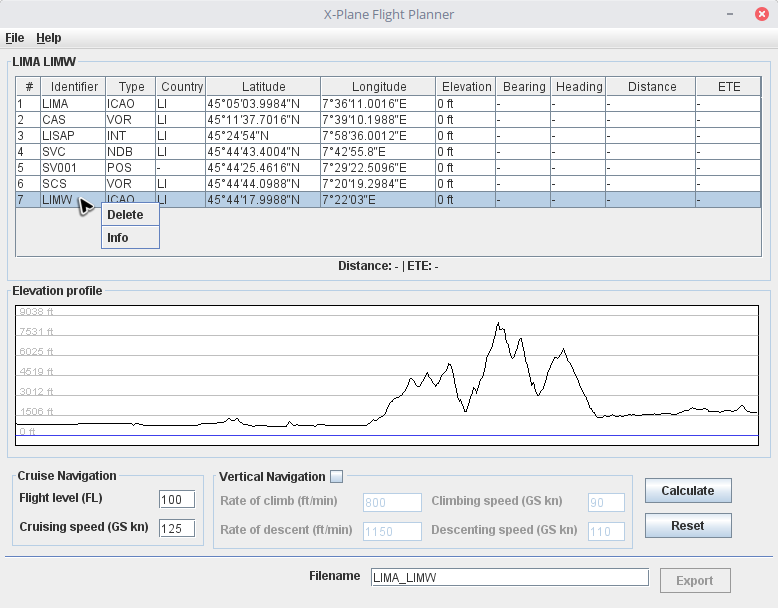 X-Plane Flight Planner
File Help
LIMA LIMW
# Identifier Type Country Latitude Longitude Elevation Bearing Heading Distance ETE
1 LIMA ICAO LI 45°05'03.9984"N 7°36'11.0016"E 0 ft - - - -
2 CAS VOR LI 45°11'37.7016"N 7°39'10.1988"E 0 ft - - - -
3 LISAP INT LI 45°24'54"N 7°58'36.0012"E 0 ft - - - -
4 SVC NDB LI 45°44'43.4004"N 7°42'55.8"E 0 ft - - - -
5 SV001 POS - 45°44'25.4616"N 7°29'22.5096"E 0 ft - - - -
6 SCS VOR LI 45°44'44.0988"N 7°20'19.2984"E 0 ft - - - -
7 LIMW ICAO LI 45°44'17.9988"N 7°22'03"E 0 ft - - - -
Delete
Info
Distance: - | ETE: -
Elevation profile
9038 ft
7531 ft
6025 ft
4519 ft
3012 ft
1506 ft
0 ft
Cruise Navigation
Flight level (FL) 100
Cruising speed (GS kn) 125
Vertical Navigation
Rate of climb (ft/min) 800 Climbing speed (GS kn) 90
Rate of descent (ft/min) 1150 Descenting speed (GS kn) 110
Calculate
Reset
Filename LIMA_LIMW Export